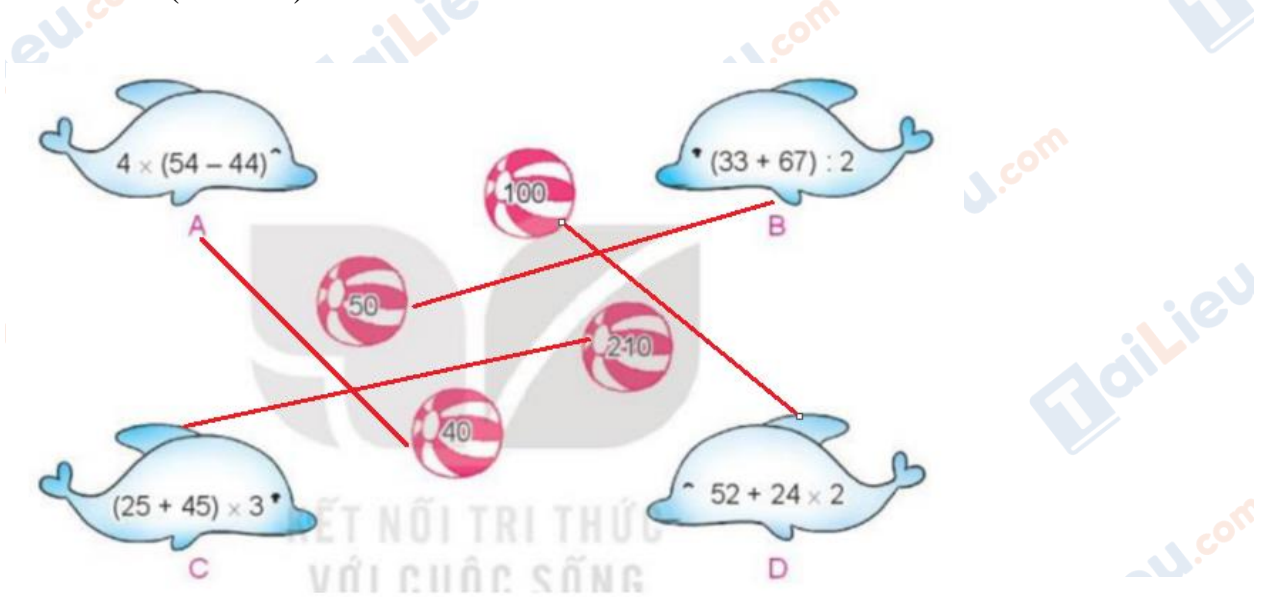 4 × (54 – 44)
A
100
(33 + 67) : 2
B
50
210
40
(25 + 45) × 3
C
52 + 24 × 2
D
KẾT NỐI TRI THỨC
VỚI CUỘC SỐNG
TaiLieu